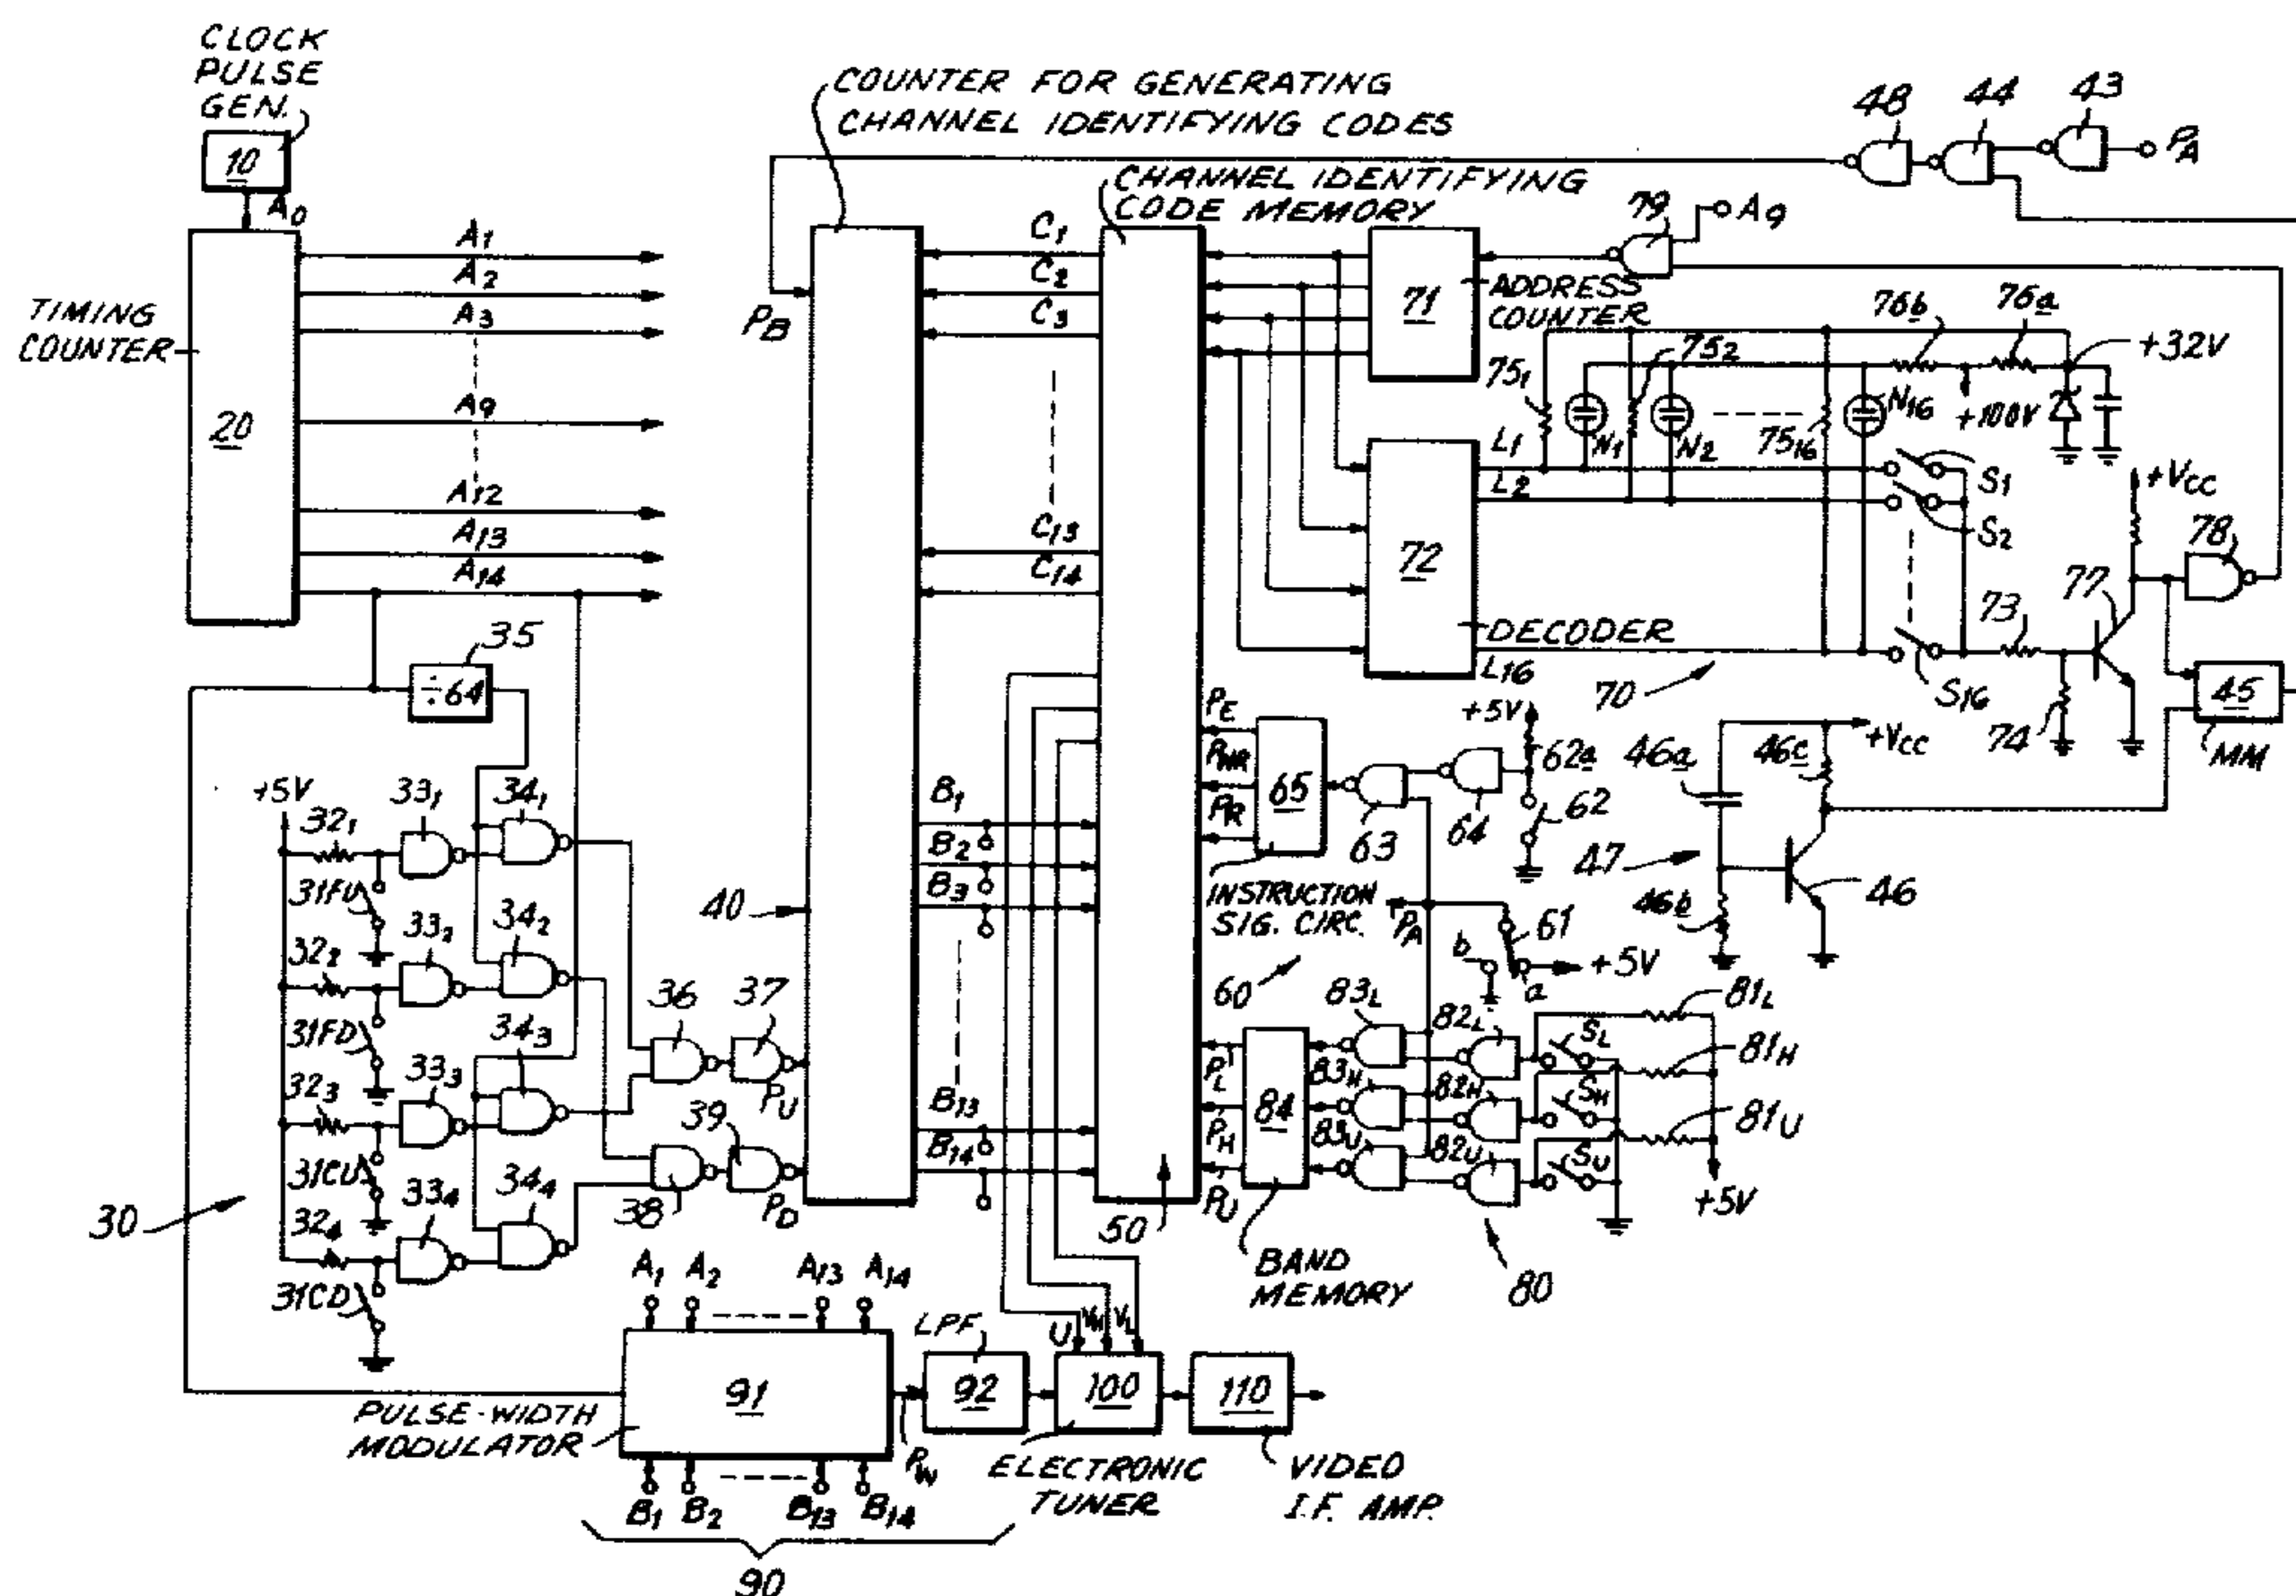 CLOCK
PULSE
GEN.
10
A0
TIMING
COUNTER
20
A1
A2
A3
A9
A12
A13
A14
COUNTER FOR GENERATING
CHANNEL IDENTIFYING CODES
PB
CHANNEL IDENTIFYING
CODE MEMORY
C1
C2
C3
C13
C14
48
44
43
PA
79
A9
71
ADDRESS
COUNTER
76b
76a
+32V
751
752
7516
N1
N2
N16
+100V
L1
L2
L16
72
DECODER
S1
S2
S16
+VCC
78
77
73
74
70
45
MM
35
÷64
+5V
321
331
341
31FU
322
332
342
31FD
323
333
343
31CU
324
334
344
31CD
30
36
37
PU
38
39
PD
40
B1
B2
B3
B13
B14
50
PE
PWR
PR
65
63
64
+5V
62a
62
INSTRUCTION
SIG. CIRC.
PA
61
b
a
+5V
60
46a
46c
+VCC
47
46b
46
PL
PH
PU
84
83L
83H
83U
82L
82H
82U
SL
SH
SU
81L
81H
81U
+5V
80
BAND
MEMORY
A1 A2 A13 A14
91
PULSE-WIDTH
MODULATOR
B1 B2 B13 B14
90
PW
LPF
92
U VH VL
100
ELECTRONIC
TUNER
110
VIDEO
I.F. AMP.